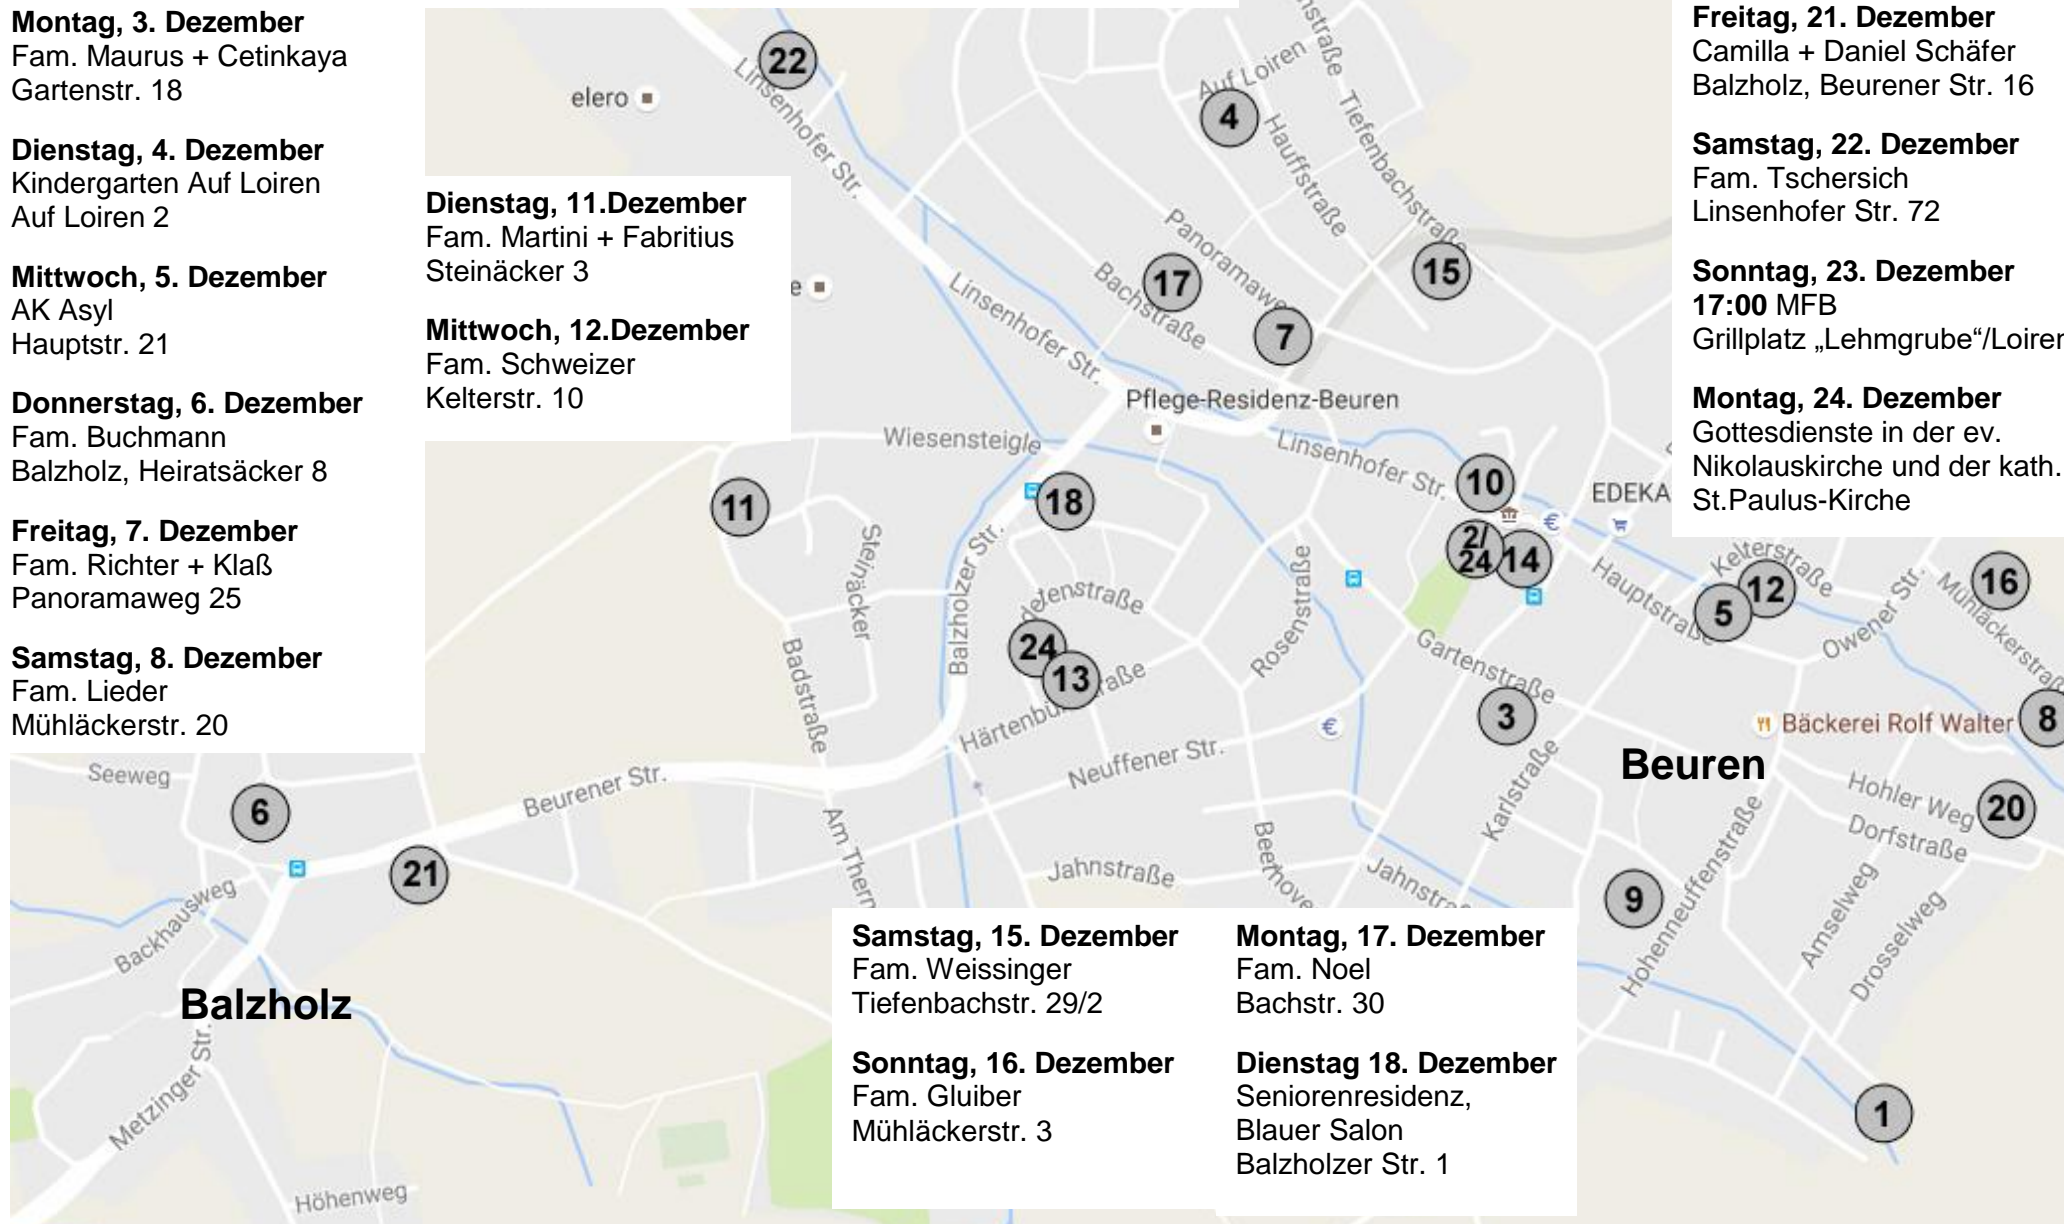 Montag, 3. Dezember
Fam. Maurus + Cetinkaya
Gartenstr. 18
Dienstag, 4. Dezember
Kindergarten Auf Loiren
Auf Loiren 2
Mittwoch, 5. Dezember
AK Asyl
Hauptstr. 21
Donnerstag, 6. Dezember
Fam. Buchmann
Balzholz, Heiratsäcker 8
Freitag, 7. Dezember
Fam. Richter + Klaß
Panoramaweg 25
Samstag, 8. Dezember
Fam. Lieder
Mühläckerstr. 20
Dienstag, 11.Dezember
Fam. Martini + Fabritius
Steinäcker 3
Mittwoch, 12.Dezember
Fam. Schweizer
Kelterstr. 10
Samstag, 15. Dezember
Fam. Weissinger
Tiefenbachstr. 29/2
Sonntag, 16. Dezember
Fam. Gluiber
Mühläckerstr. 3
Montag, 17. Dezember
Fam. Noel
Bachstr. 30
Dienstag 18. Dezember
Seniorenresidenz,
Blauer Salon
Balzholzer Str. 1
Freitag, 21. Dezember
Camilla + Daniel Schäfer
Balzholz, Beurener Str. 16
Samstag, 22. Dezember
Fam. Tschersich
Linsenhofer Str. 72
Sonntag, 23. Dezember
17:00 MFB
Grillplatz „Lehmgrube“/Loiren
Montag, 24. Dezember
Gottesdienste in der ev.
Nikolauskirche und der kath.
St.Paulus-Kirche
22
elero
Linsenhofer Str.
Auf Loiren
4
Hauffstraße
Tiefenbachstraße
nstraße
Panoramaweg
15
17
Bachstraße
7
e
Linsenhofer Str.
Pflege-Residenz-Beuren
Wiesensteigle
Linsenhofer Str.
10
EDEKA
€
11
18
2/
24
14
Steinäcker
Balzholzer Str.
Rosenstraße
Hauptstraße
Kelterstraße
12
5
16
Owener Str.
Mühläckerstraß
enstraße
24
13
Härtenbü
aße
Badstraße
Gartenstraße
3
€
Bäckerei Rolf Walter
8
Beuren
Neuffener Str.
Karlstraße
Hohler Weg
20
Dorfstraße
Seeweg
6
Beurener Str.
21
Am Therm
Jahnstraße
Beethove
Jahnstra
9
Hohenneuffenstraße
Amselweg
Drosselweg
Backhausweg
Balzholz
Metzinger Str.
Höhenweg
1